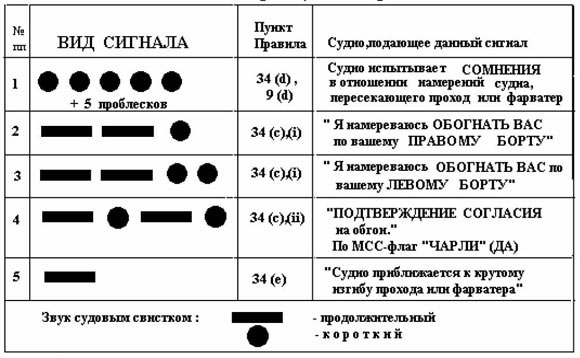 №
пп
ВИД СИГНАЛА
Пункт
Правила
Судно,подающее данный сигнал
1
+ 5 проблесков
34 (d) ,
9 (d)
Судно испытывает СОМНЕНИЯ
в отношении намерений судна,
пересекающего проход или фарватер
2
34 (c),(i)
" Я намереваюсь ОБОГНАТЬ ВАС
по вашему ПРАВОМУ БОРТУ"
3
34 (c),(i)
" Я намереваюсь ОБОГНАТЬ ВАС по
вашему ЛЕВОМУ БОРТУ"
4
34 (c),(ii)
"ПОДТВЕРЖДЕНИЕ СОГЛАСИЯ
на обгон."
По МСС-флаг "ЧАРЛИ" (ДА)
5
34 (e)
"Судно приближается к крутому
изгибу прохода или фарватера"
Звук судовым свистком :
- продолжительный
- короткий